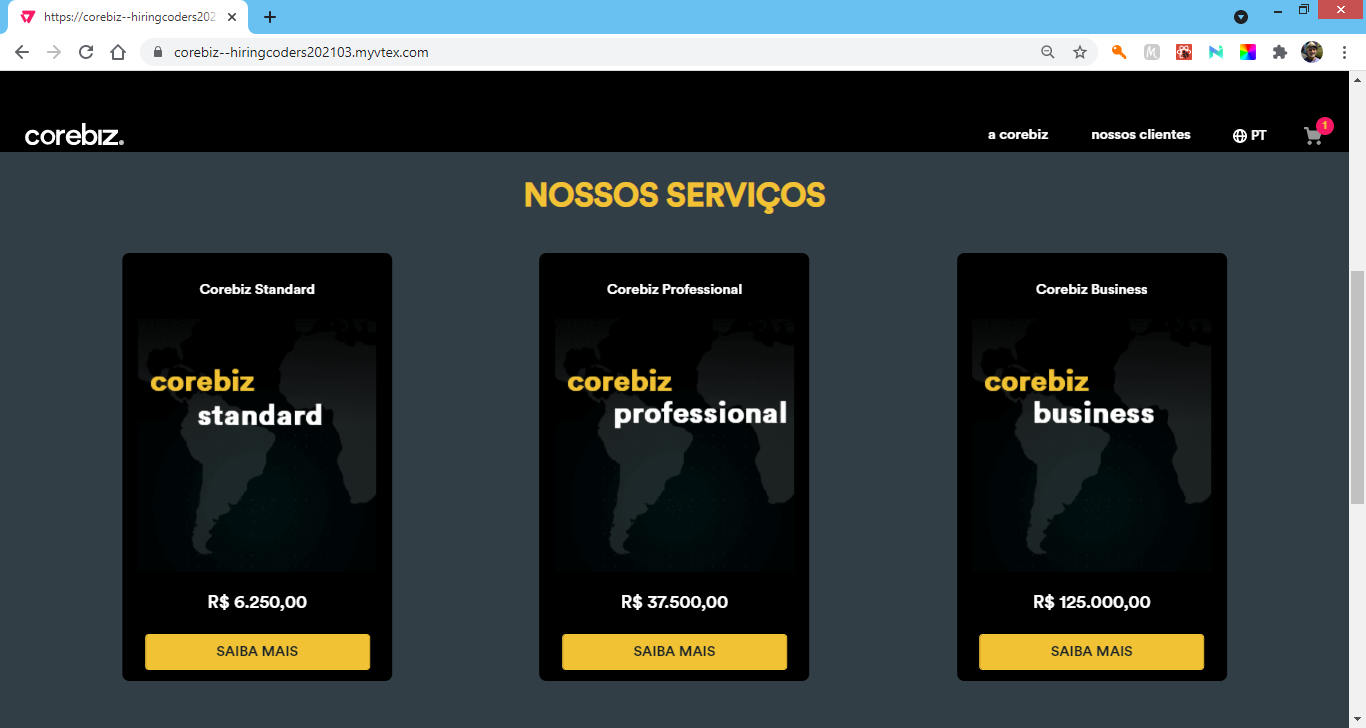 https://corebiz--hiringcoders202
corebiz--hiringcoders202103.myvtex.com
corebiz.
a corebiz
nossos clientes
PT
1
NOSSOS SERVIÇOS
Corebiz Standard
corebiz
standard
R$ 6.250,00
SAIBA MAIS
Corebiz Professional
corebiz
professional
R$ 37.500,00
SAIBA MAIS
Corebiz Business
corebiz
business
R$ 125.000,00
SAIBA MAIS